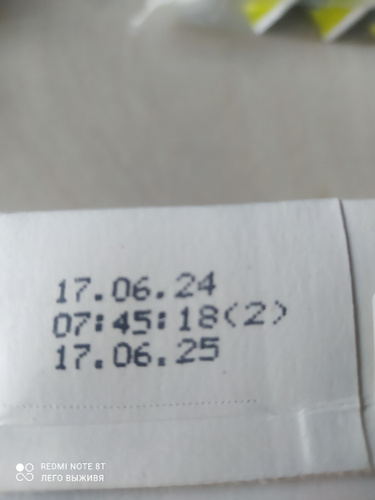 17.06.24
07:45:18(2)
17.06.25
REDMI NOTE 8T
ЛЕГО ВЫЖИВЯ